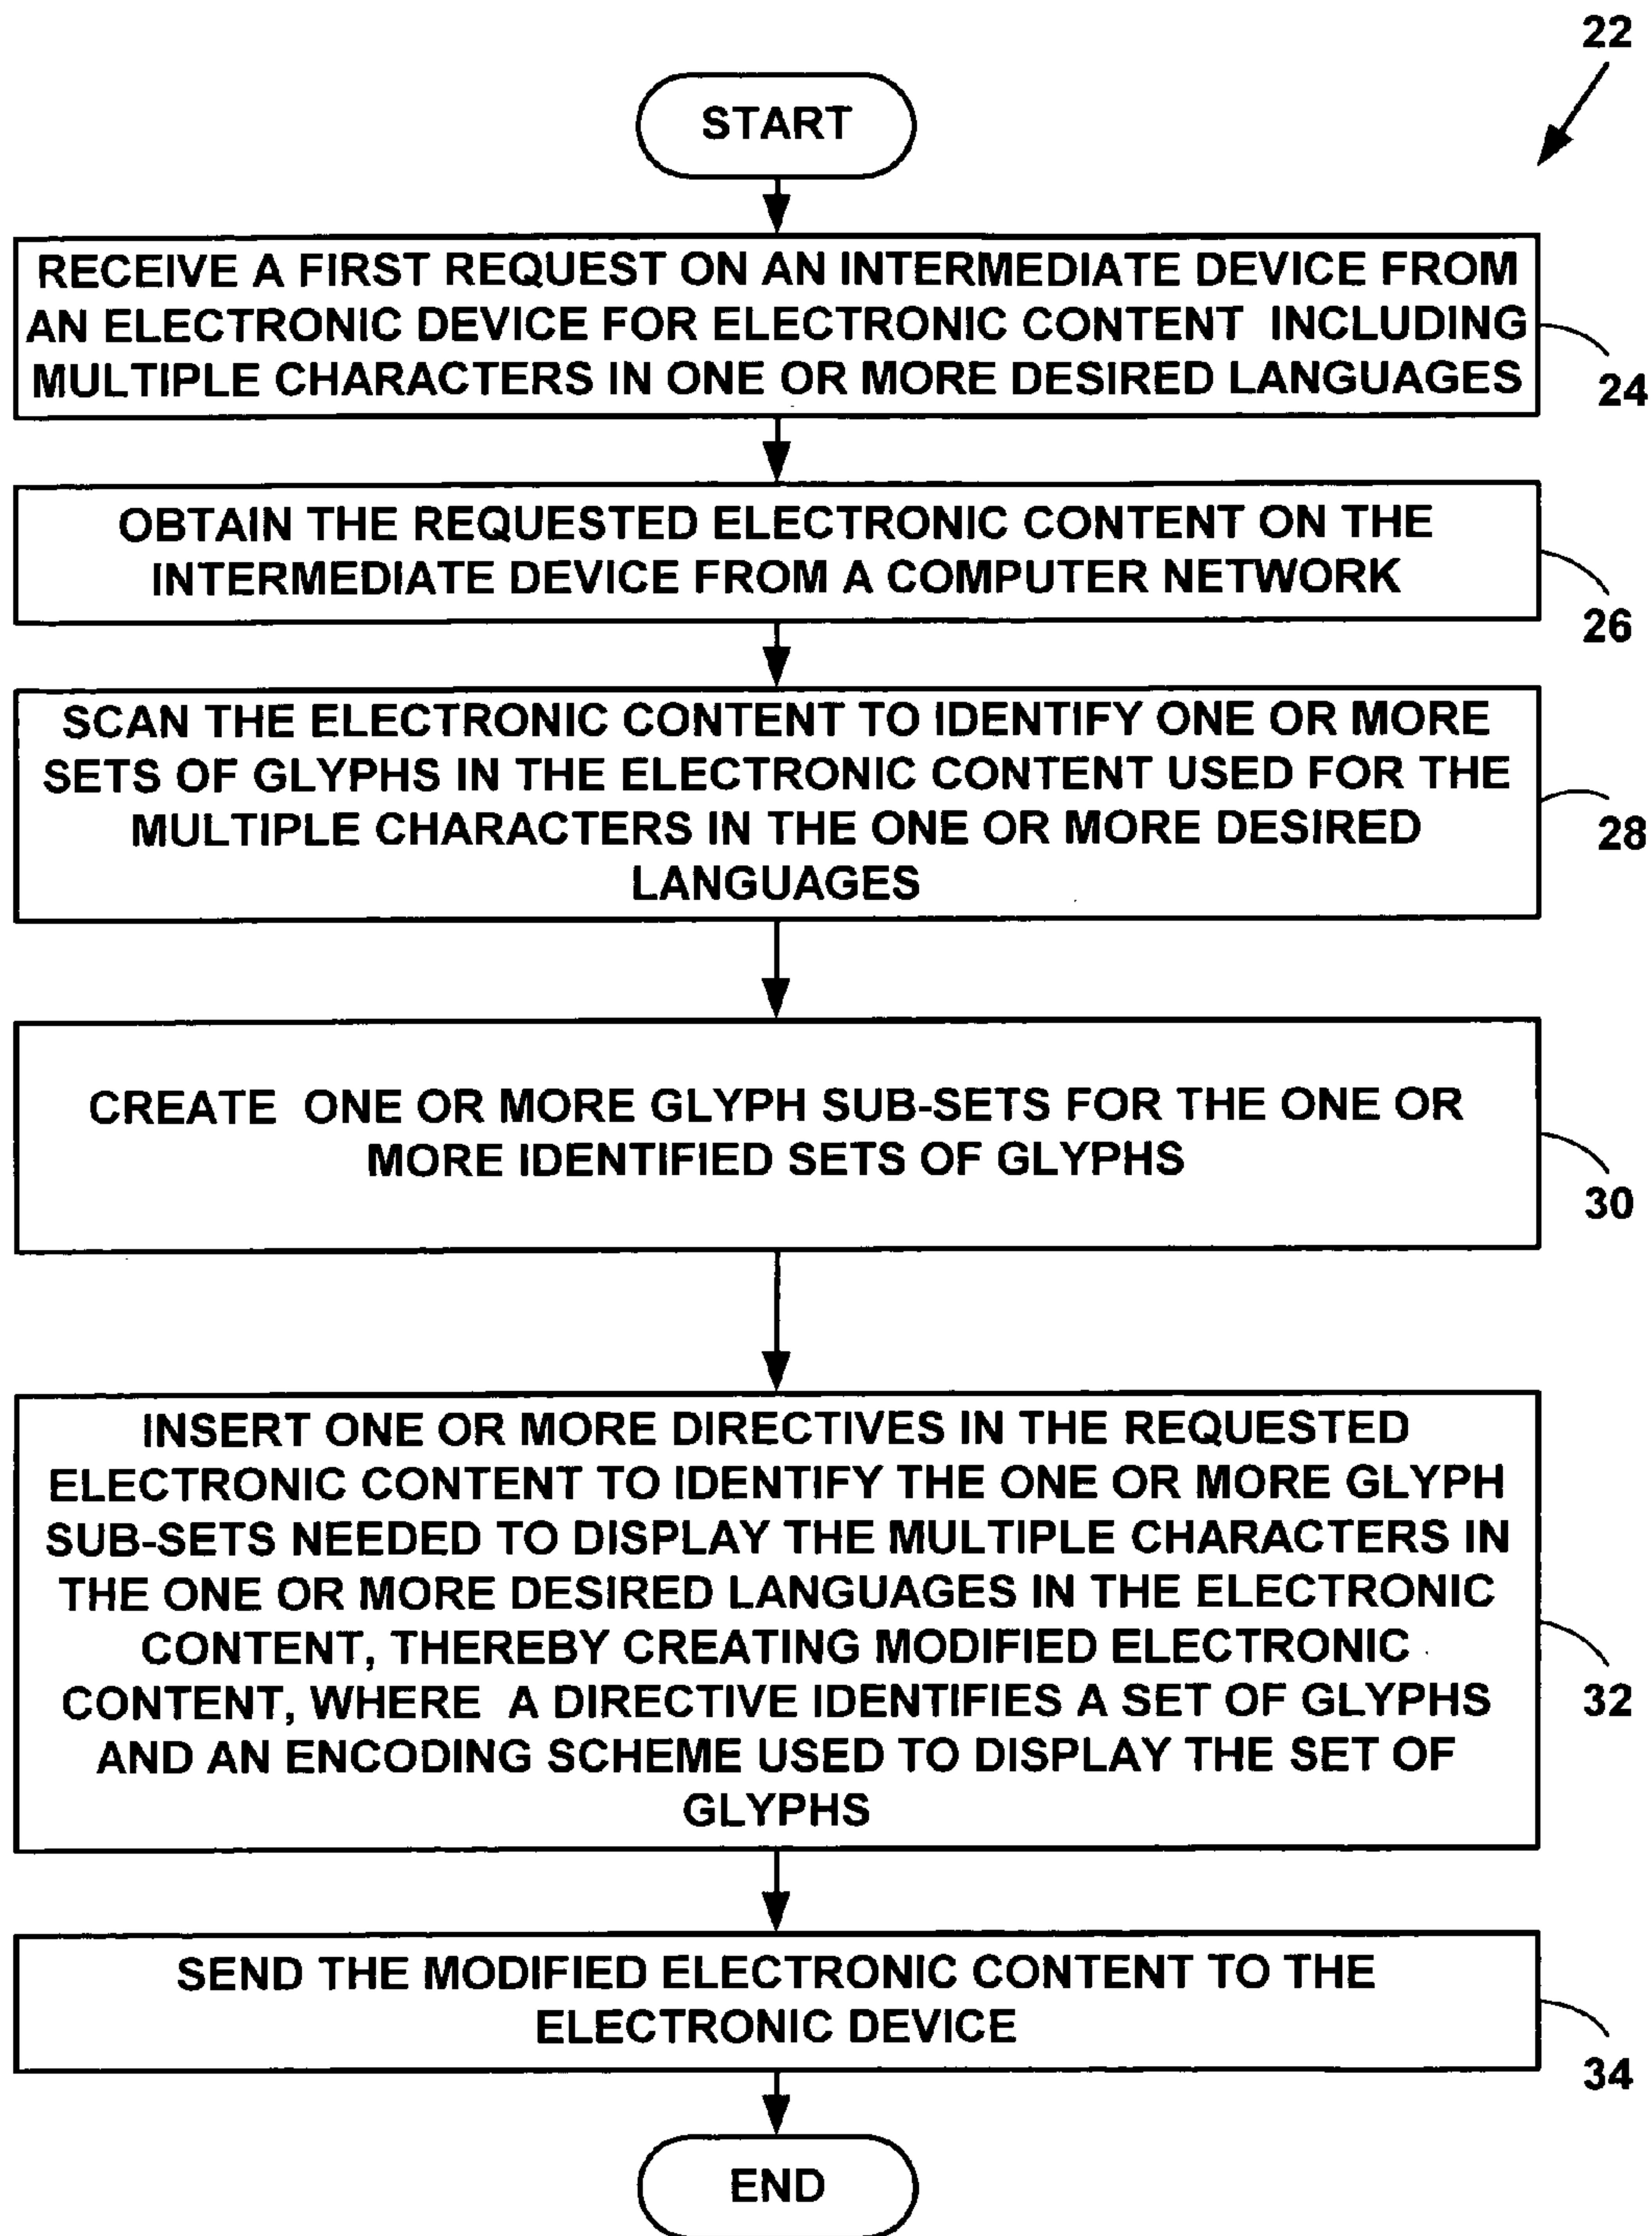 22
START
RECEIVE A FIRST REQUEST ON AN INTERMEDIATE DEVICE FROM
AN ELECTRONIC DEVICE FOR ELECTRONIC CONTENT INCLUDING
MULTIPLE CHARACTERS IN ONE OR MORE DESIRED LANGUAGES
24
OBTAIN THE REQUESTED ELECTRONIC CONTENT ON THE
INTERMEDIATE DEVICE FROM A COMPUTER NETWORK
26
SCAN THE ELECTRONIC CONTENT TO IDENTIFY ONE OR MORE
SETS OF GLYPHS IN THE ELECTRONIC CONTENT USED FOR THE
MULTIPLE CHARACTERS IN THE ONE OR MORE DESIRED
LANGUAGES
28
CREATE ONE OR MORE GLYPH SUB-SETS FOR THE ONE OR
MORE IDENTIFIED SETS OF GLYPHS
30
INSERT ONE OR MORE DIRECTIVES IN THE REQUESTED
ELECTRONIC CONTENT TO IDENTIFY THE ONE OR MORE GLYPH
SUB-SETS NEEDED TO DISPLAY THE MULTIPLE CHARACTERS IN
THE ONE OR MORE DESIRED LANGUAGES IN THE ELECTRONIC
CONTENT, THEREBY CREATING MODIFIED ELECTRONIC
CONTENT, WHERE A DIRECTIVE IDENTIFIES A SET OF GLYPHS
AND AN ENCODING SCHEME USED TO DISPLAY THE SET OF
GLYPHS
32
SEND THE MODIFIED ELECTRONIC CONTENT TO THE
ELECTRONIC DEVICE
34
END